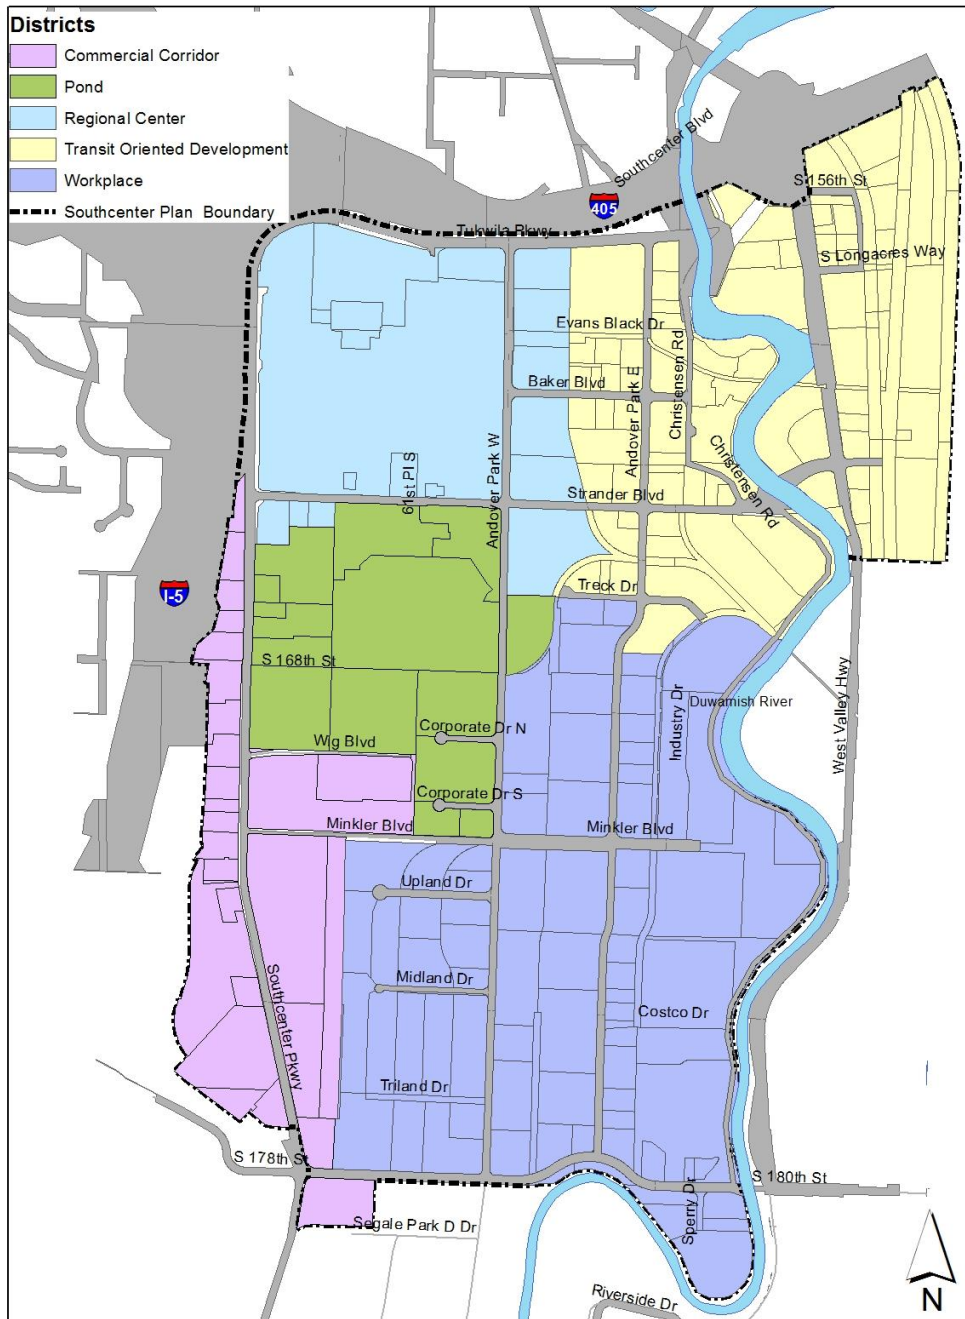 Districts
Commercial Corridor
Pond
Regional Center
Transit Oriented Development
Workplace
Southcenter Plan Boundary
Southcenter Blvd
S 156th St
405
Tukwila Pkwy
S Longacres Way
Evans Black Dr
Christensen Rd
Baker Blvd
Andover Park E
Christensen Rd
61st Pl S
Andover Park W
Strander Blvd
I-5
Treck Dr
S 168th St
Industry Dr
Duwamish River
West Valley Hwy
Corporate Dr N
Wig Blvd
Corporate Dr S
Minkler Blvd
Minkler Blvd
Upland Dr
Midland Dr
Southcenter Pkwy
Costco Dr
Triland Dr
S 178th St
S 180th St
Sperry Dr
Segale Park D Dr
Riverside Dr
N